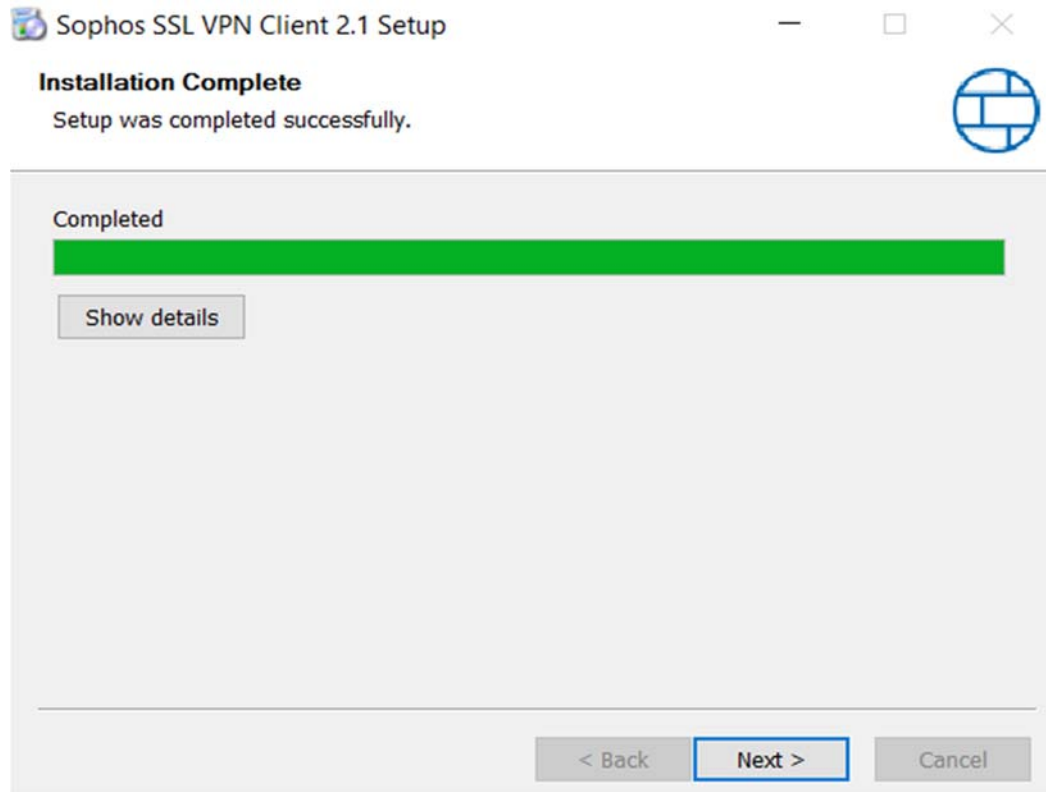 Sophos SSL VPN Client 2.1 Setup
Installation Complete
Setup was completed successfully.
Completed
Show details
< Back
Next >
Cancel